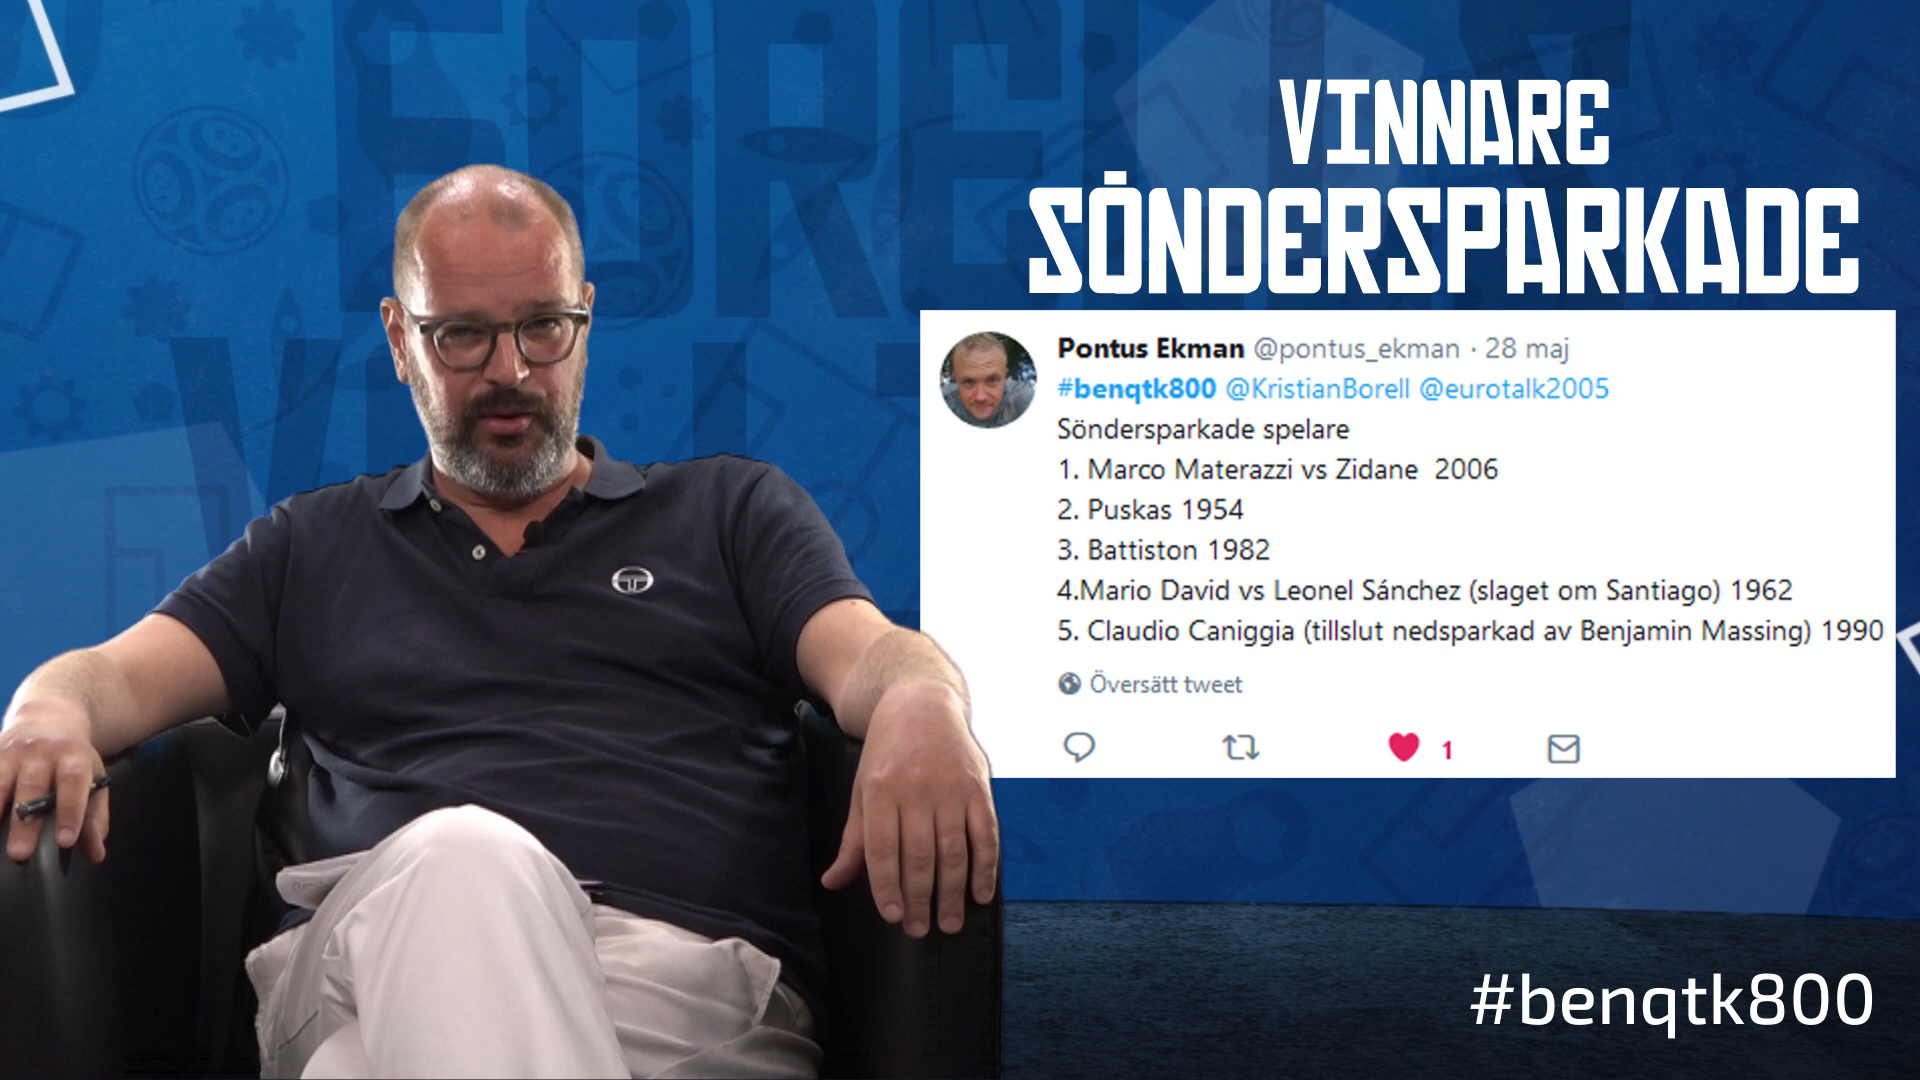 VINNARE
SÖNDERSPARKADE
Pontus Ekman @pontus_ekman · 28 maj
#benqtk800 @KristianBorell @eurotalk2005
Söndersparkade spelare
1. Marco Materazzi vs Zidane  2006
2. Puskas 1954
3. Battiston 1982
4.Mario David vs Leonel Sánchez (slaget om Santiago) 1962
5. Claudio Caniggia (tillslut nedsparkad av Benjamin Massing) 1990
Översätt tweet
1
#benqtk800